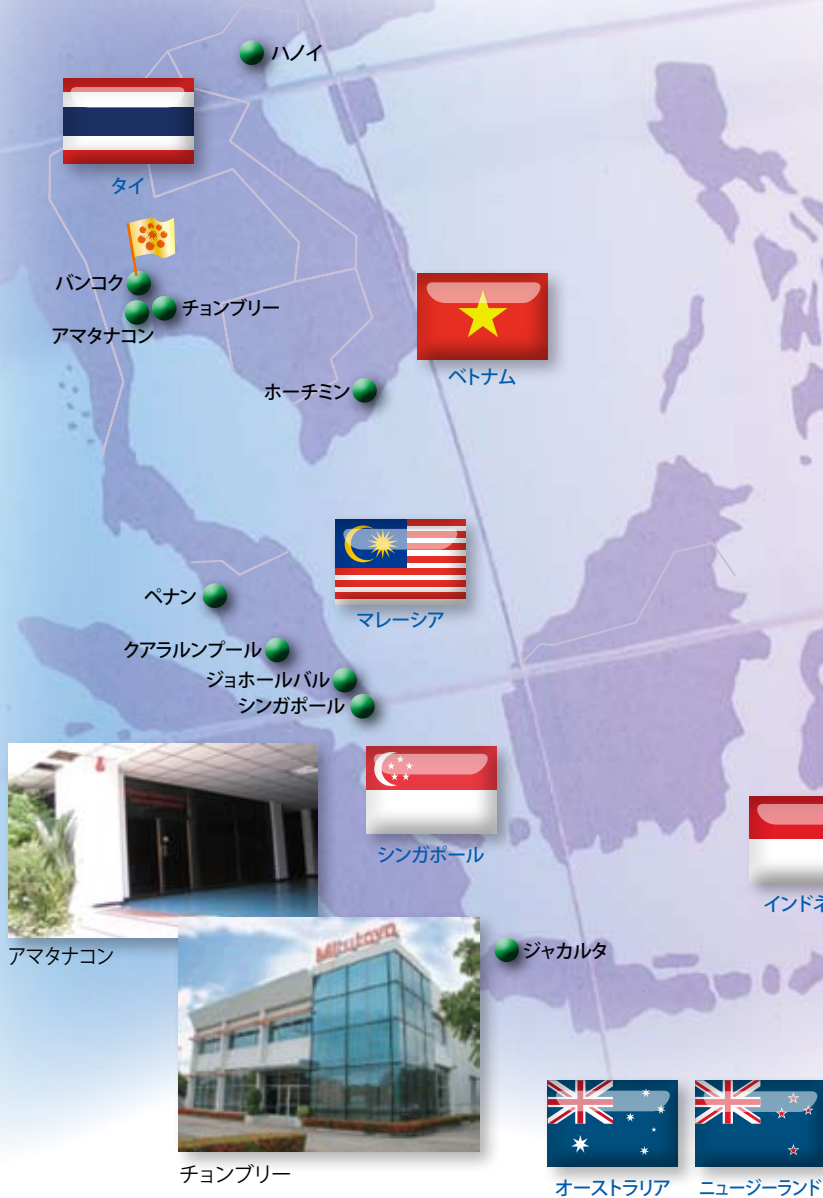 ハノイ
タイ
バンコク
チョンブリー
アマタナコン
ベトナム
ホーチミン
マレーシア
ペナン
クアラルンプール
ジョホールバル
シンガポール
シンガポール
インドネ
アマタナコン
Mitutoyo
ジャカルタ
チョンブリー
オーストラリア
ニュージーランド